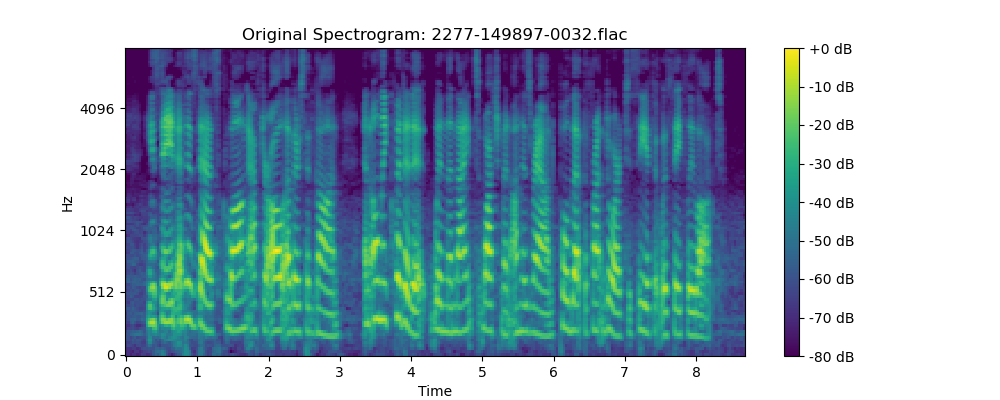 Original Spectrogram: 2277-149897-0032.flac
Hz
4096
2048
1024
512
0
0 1 2 3 4 5 6 7 8
Time
+0 dB
-10 dB
-20 dB
-30 dB
-40 dB
-50 dB
-60 dB
-70 dB
-80 dB